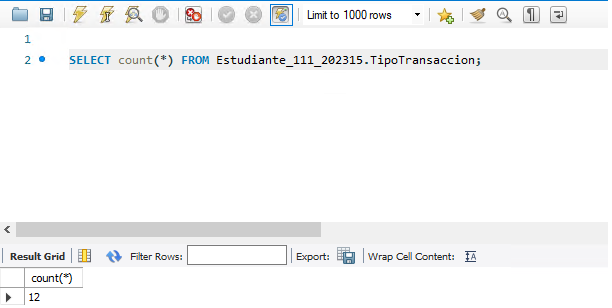 Limit to 1000 rows
1
2 SELECT count(*) FROM Estudiante_111_202315.TipoTransaccion;
Result Grid Filter Rows: Export: Wrap Cell Content:
count(*)
12